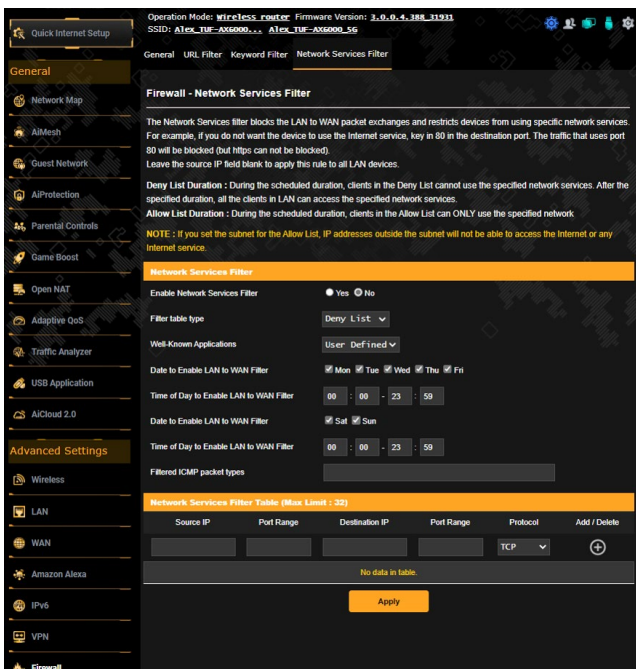 Operation Mode: Wireless router Firmware Version: 3.0.0.4.388_31931
SSID: Alex_TUF-AX6000... Alex_TUF-AX6000_5G
Quick Internet Setup
General URL Filter Keyword Filter Network Services Filter
General
Network Map
AiMesh
Guest Network
AiProtection
Parental Controls
Game Boost
Open NAT
Adaptive QoS
Traffic Analyzer
USB Application
AiCloud 2.0
Advanced Settings
Wireless
LAN
WAN
Amazon Alexa
IPv6
VPN
Firewall
Firewall - Network Services Filter
The Network Services filter blocks the LAN to WAN packet exchanges and restricts devices from using specific network services.
For example, if you do not want the device to use the Internet service, key in 80 in the destination port. The traffic that uses port
80 will be blocked (but https can not be blocked).
Leave the source IP field blank to apply this rule to all LAN devices.
Deny List Duration : During the scheduled duration, clients in the Deny List cannot use the specified network services. After the
specified duration, all the clients in LAN can access the specified network services.
Allow List Duration : During the scheduled duration, clients in the Allow List can ONLY use the specified network
NOTE : If you set the subnet for the Allow List, IP addresses outside the subnet will not be able to access the Internet or any
Internet service.
Network Services Filter
Enable Network Services Filter Yes No
Filter table type Deny List
Well-Known Applications User Defined
Date to Enable LAN to WAN Filter Mon Tue Wed Thu Fri
Time of Day to Enable LAN to WAN Filter 00 : 00 - 23 : 59
Date to Enable LAN to WAN Filter Sat Sun
Time of Day to Enable LAN to WAN Filter 00 : 00 - 23 : 59
Filtered ICMP packet types
Network Services Filter Table (Max Limit : 32)
Source IP Port Range Destination IP Port Range Protocol Add / Delete
TCP
No data in table.
Apply